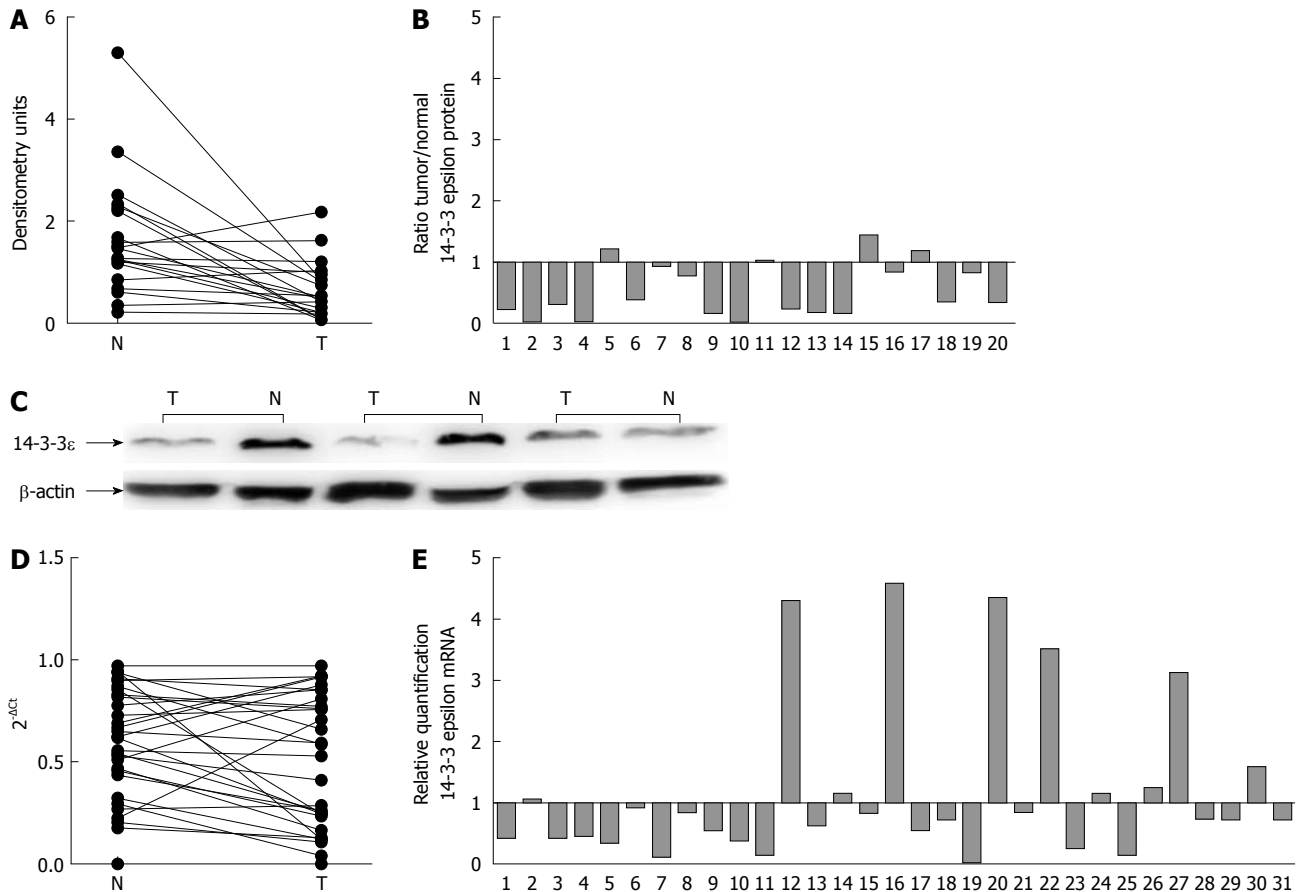 A
6
4
2
0
Densitometry units
N T
B
5
4
3
2
1
0
Ratio tumor/normal
14-3-3 epsilon protein
1 2 3 4 5 6 7 8 9 10 11 12 13 14 15 16 17 18 19 20
C
T N T N T N
14-3-3ε
β-actin
D
1.5
1.0
0.5
0.0
2^-ΔCt
N T
E
5
4
3
2
1
0
Relative quantification
14-3-3 epsilon mRNA
1 2 3 4 5 6 7 8 9 10 11 12 13 14 15 16 17 18 19 20 21 22 23 24 25 26 27 28 29 30 31